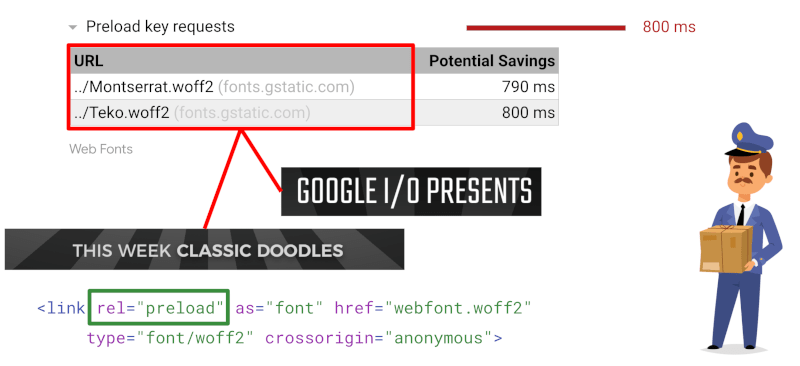 Preload key requests 800 ms
URL Potential Savings
../Montserrat.woff2 (fonts.gstatic.com) 790 ms
../Teko.woff2 (fonts.gstatic.com) 800 ms
Web Fonts
GOOGLE I/O PRESENTS
THIS WEEK CLASSIC DOODLES
<link rel="preload" as="font" href="webfont.woff2"
type="font/woff2" crossorigin="anonymous">